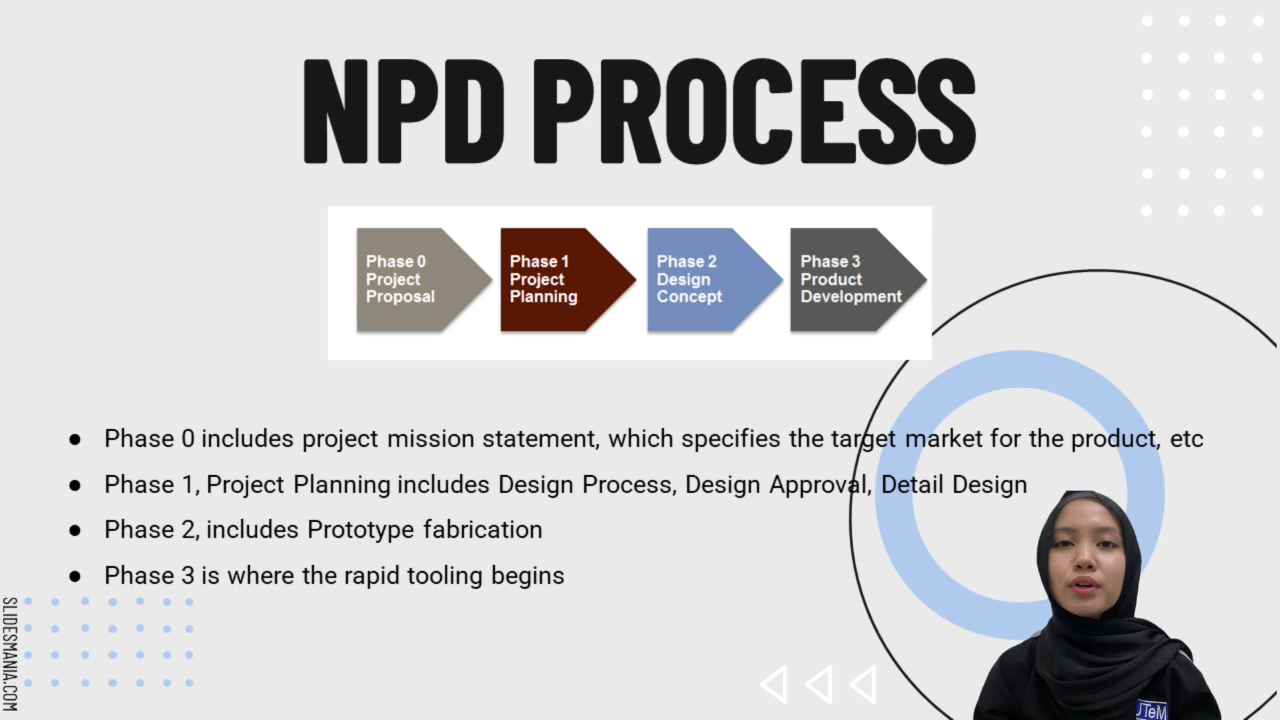 NPD PROCESS
Phase 0
Project
Proposal
Phase 1
Project
Planning
Phase 2
Design
Concept
Phase 3
Product
Development
● Phase 0 includes project mission statement, which specifies the target market for the product, etc
● Phase 1, Project Planning includes Design Process, Design Approval, Detail Design
● Phase 2, includes Prototype fabrication
● Phase 3 is where the rapid tooling begins
SLIDESMANIA.COM
UTeM